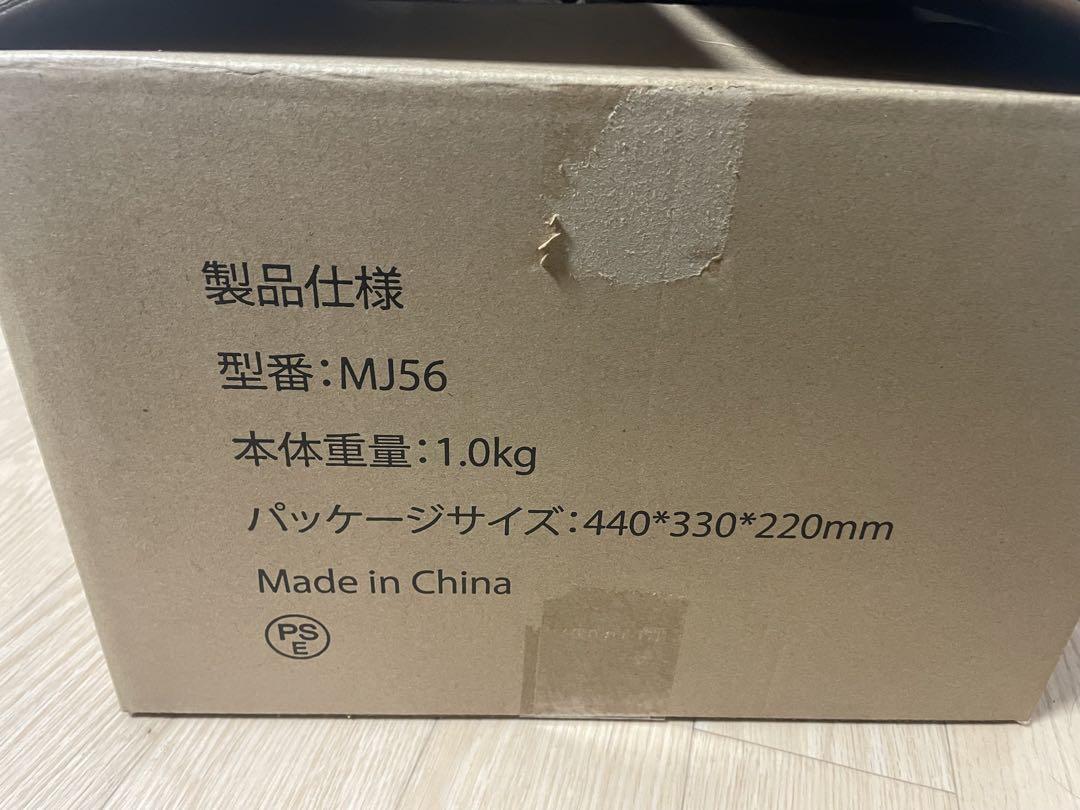 製品仕様
型番:MJ56
本体重量:1.0kg
パッケージサイズ:440*330*220mm
Made in China
PS
E